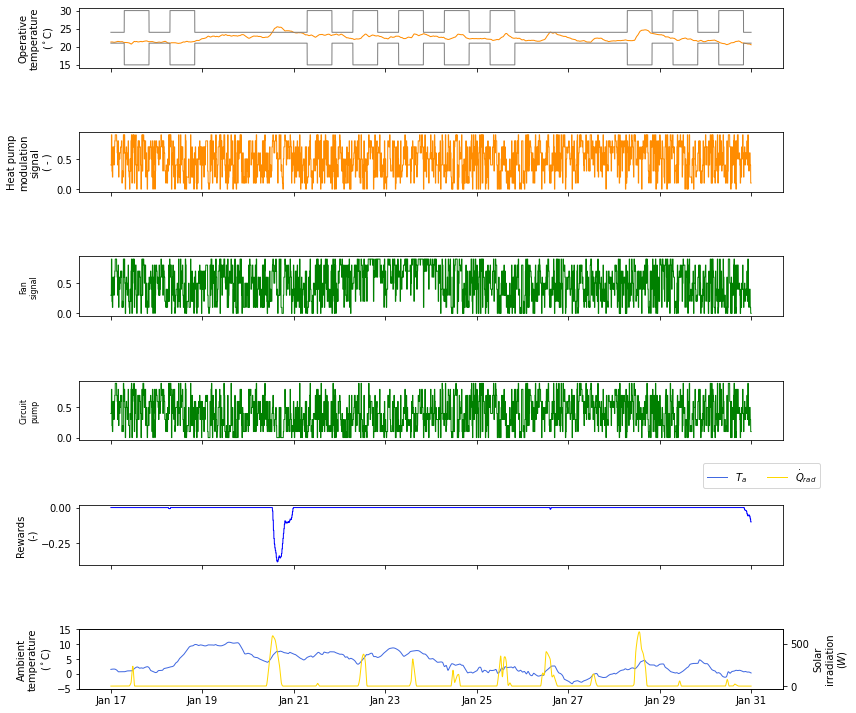 Operative
temperature
(°C)
30
25
20
15
Heat pump
modulation
signal
( - )
0.5
0.0
Fan
signal
0.5
0.0
Circuit
pump
0.5
0.0
T_a
Q̇_rad
Rewards
(-)
0.00
−0.25
Ambient
temperature
(°C)
15
10
5
0
−5
500
0
Solar
irradiation
(W)
Jan 17
Jan 19
Jan 21
Jan 23
Jan 25
Jan 27
Jan 29
Jan 31